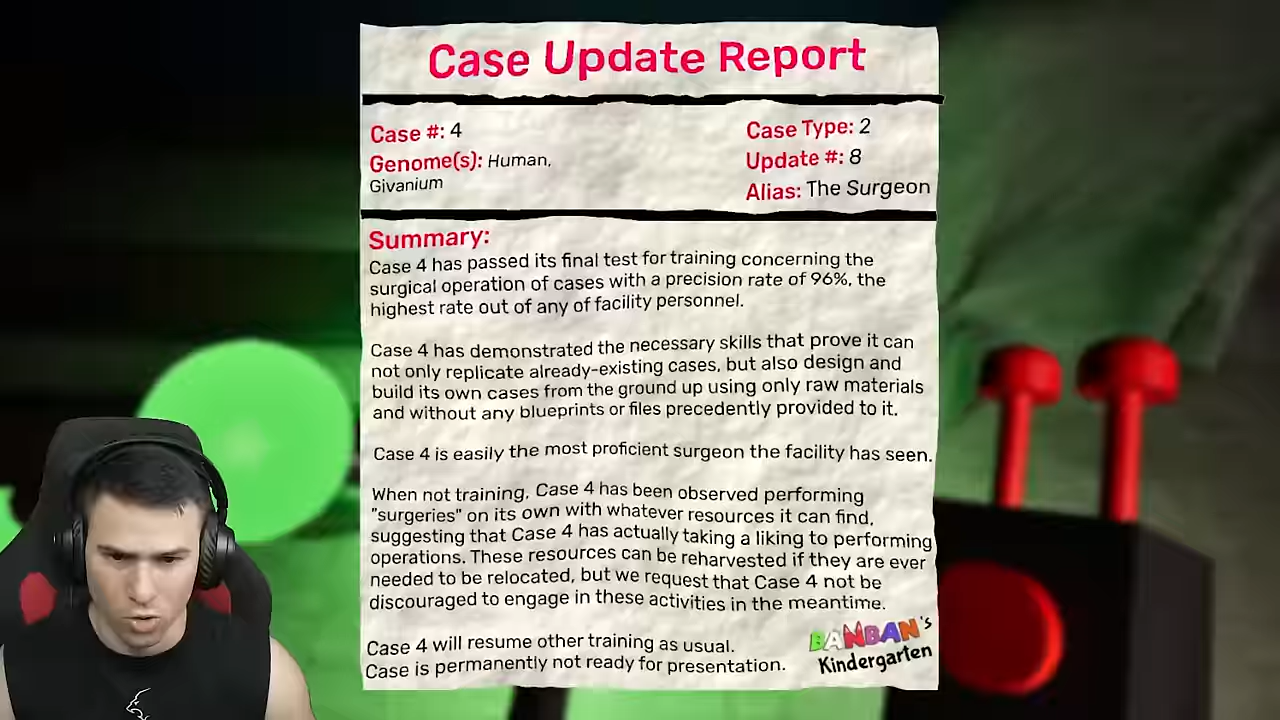 Case Update Report
Case #: 4
Genome(s): Human,
Givanium
Case Type: 2
Update #: 8
Alias: The Surgeon
Summary:
Case 4 has passed its final test for training concerning the
surgical operation of cases with a precision rate of 96%, the
highest rate out of any of facility personnel.
Case 4 has demonstrated the necessary skills that prove it can
not only replicate already-existing cases, but also design and
build its own cases from the ground up using only raw materials
and without any blueprints or files precedently provided to it.
Case 4 is easily the most proficient surgeon the facility has seen.
When not training, Case 4 has been observed performing
"surgeries" on its own with whatever resources it can find,
suggesting that Case 4 has actually taking a liking to performing
operations. These resources can be reharvested if they are ever
needed to be relocated, but we request that Case 4 not be
discouraged to engage in these activities in the meantime.
Case 4 will resume other training as usual.
Case is permanently not ready for presentation.
BANBAN's
Kindergarten